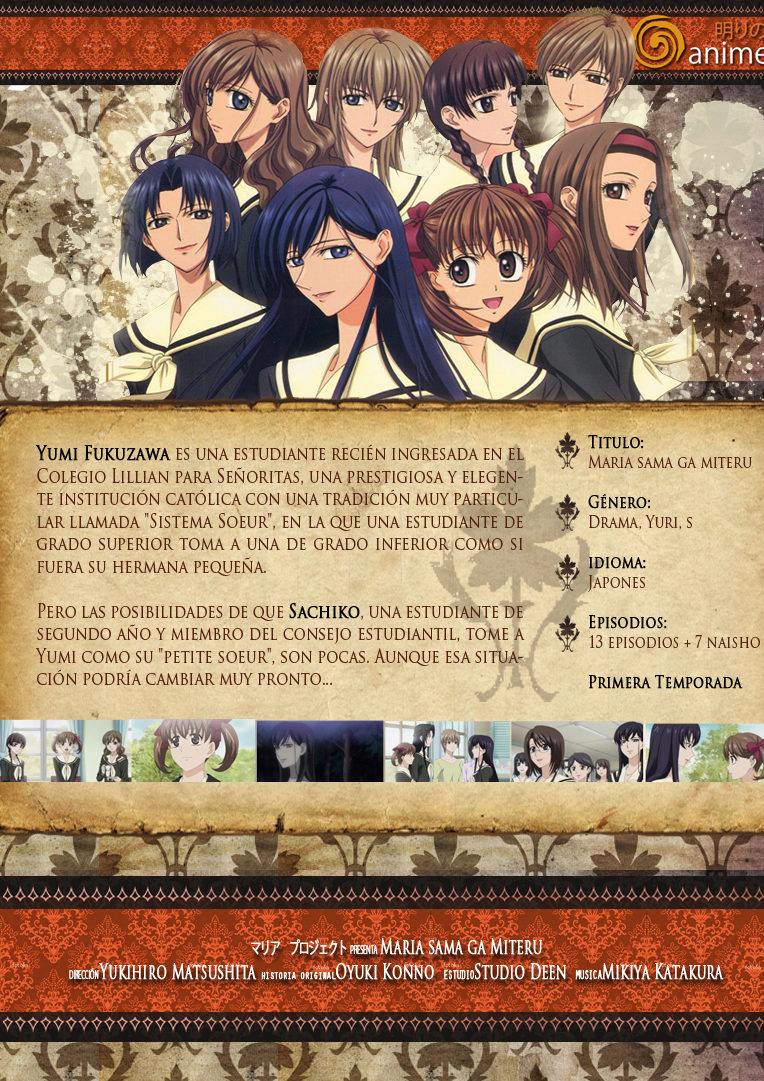 明りの
anime
Yumi Fukuzawa es una estudiante recién ingresada en el
Colegio Lillian para Señoritas, una prestigiosa y elegen-
te institución católica con una tradición muy particu-
lar llamada "Sistema Soeur", en la que una estudiante de
grado superior toma a una de grado inferior como si
fuera su hermana pequeña.
Pero las posibilidades de que Sachiko, una estudiante de
segundo año y miembro del consejo estudiantil, tome a
Yumi como su "petite soeur", son pocas. Aunque esa situa-
ción podría cambiar muy pronto...
Titulo:
Maria sama ga miteru
Género:
Drama, Yuri, s
idioma:
Japones
Episodios:
13 episodios + 7 naisho
Primera Temporada
マリア プロジェクト PRESENTA Maria sama ga Miteru
DIRECCIÓN Yukihiro Matsushita HISTORIA ORIGINAL Oyuki Konno ESTUDIO Studio Deen MUSICA Mikiya Katakura